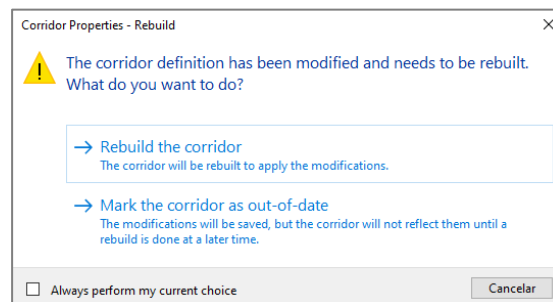 Corridor Properties - Rebuild
The corridor definition has been modified and needs to be rebuilt.
What do you want to do?
Rebuild the corridor
The corridor will be rebuilt to apply the modifications.
Mark the corridor as out-of-date
The modifications will be saved, but the corridor will not reflect them until a
rebuild is done at a later time.
Always perform my current choice
Cancelar